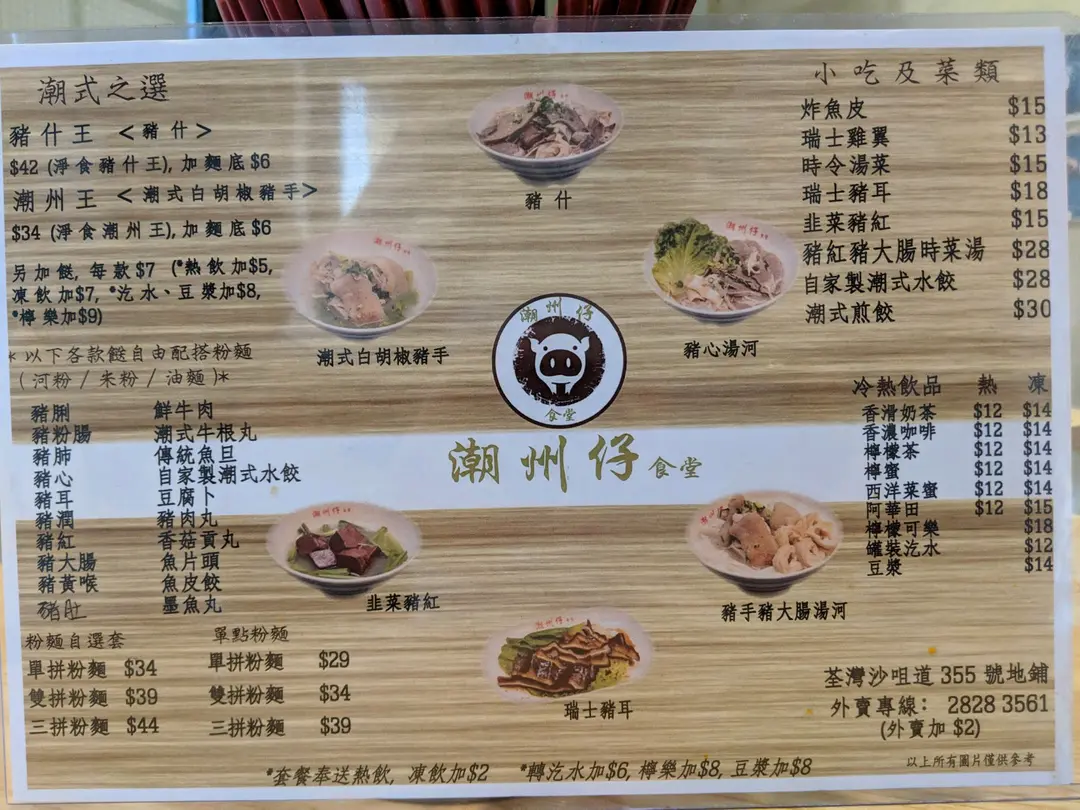 潮式之選
豬什王 <豬什>
$42 (淨食豬什王), 加麵底 $6
潮州王 <潮式白胡椒豬手>
$34 (淨食潮州王), 加麵底 $6
另加餸, 每款 $7 (*熱飲加$5,
凍飲加$7, *汽水、豆漿加$8,
*檸樂加$9)
*以下各款餸自由配搭粉麵
(河粉 / 米粉 / 油麵)*
豬脷 鮮牛肉
豬粉腸 潮式牛根丸
豬肺 傳統魚旦
豬心 自家製潮式水餃
豬耳 豆腐卜
豬潤 豬肉丸
豬紅 香菇貢丸
豬大腸 魚片頭
豬黃喉 魚皮餃
豬肚 墨魚丸
粉麵自選套
單拼粉麵 $34
雙拼粉麵 $39
三拼粉麵 $44
單點粉麵
單拼粉麵 $29
雙拼粉麵 $34
三拼粉麵 $39
豬什
潮式白胡椒豬手
豬心湯河
潮州仔
食堂
潮州仔 食堂
韭菜豬紅
豬手豬大腸湯河
瑞士豬耳
小吃及菜類
炸魚皮 $15
瑞士雞翼 $13
時令湯菜 $15
瑞士豬耳 $18
韭菜豬紅 $15
豬紅豬大腸時菜湯 $28
自家製潮式水餃 $28
潮式煎餃 $30
冷熱飲品 熱 凍
香滑奶茶 $12 $14
香濃咖啡 $12 $14
檸檬茶 $12 $14
檸蜜 $12 $14
西洋菜蜜 $12 $14
阿華田 $12 $15
檸檬可樂 $18
罐裝汽水 $12
豆漿 $14
荃灣沙咀道 355 號地鋪
外賣專線: 2828 3561
(外賣加 $2)
以上所有圖片僅供參考
*套餐奉送熱飲, 凍飲加$2 *轉汽水加$6, 檸樂加$8, 豆漿加$8